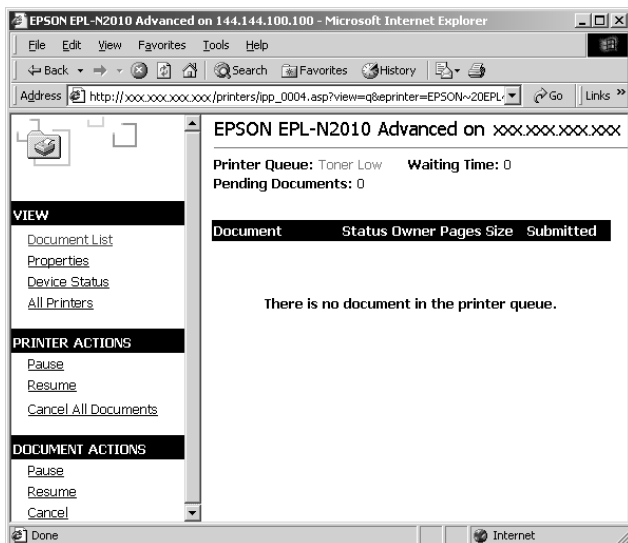 EPSON EPL-N2010 Advanced on 144.144.100.100 - Microsoft Internet Explorer
File Edit View Favorites Tools Help
Back Search Favorites History
Address http://xxx.xxx.xxx.xxx/printers/ipp_0004.asp?view=q&eprinter=EPSON~20EPL- Go Links »
EPSON EPL-N2010 Advanced on xxx.xxx.xxx.xxx
Printer Queue: Toner Low Waiting Time: 0
Pending Documents: 0
VIEW
Document List
Properties
Device Status
All Printers
PRINTER ACTIONS
Pause
Resume
Cancel All Documents
DOCUMENT ACTIONS
Pause
Resume
Cancel
Document Status Owner Pages Size Submitted
There is no document in the printer queue.
Done Internet